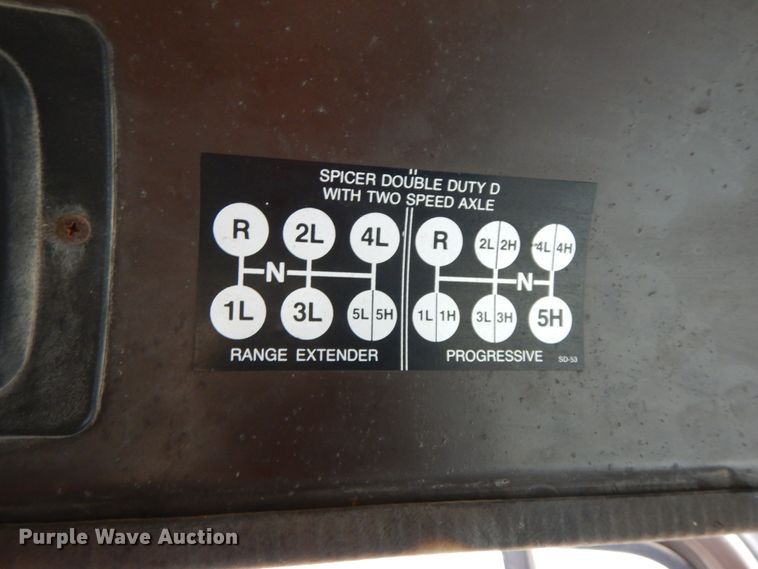 SPICER DOUBLE DUTY D
WITH TWO SPEED AXLE
R 2L 4L
N
1L 3L 5L 5H
RANGE EXTENDER
R 2L 2H 4L 4H
N
1L 1H 3L 3H 5H
PROGRESSIVE SD-53
Purple Wave Auction